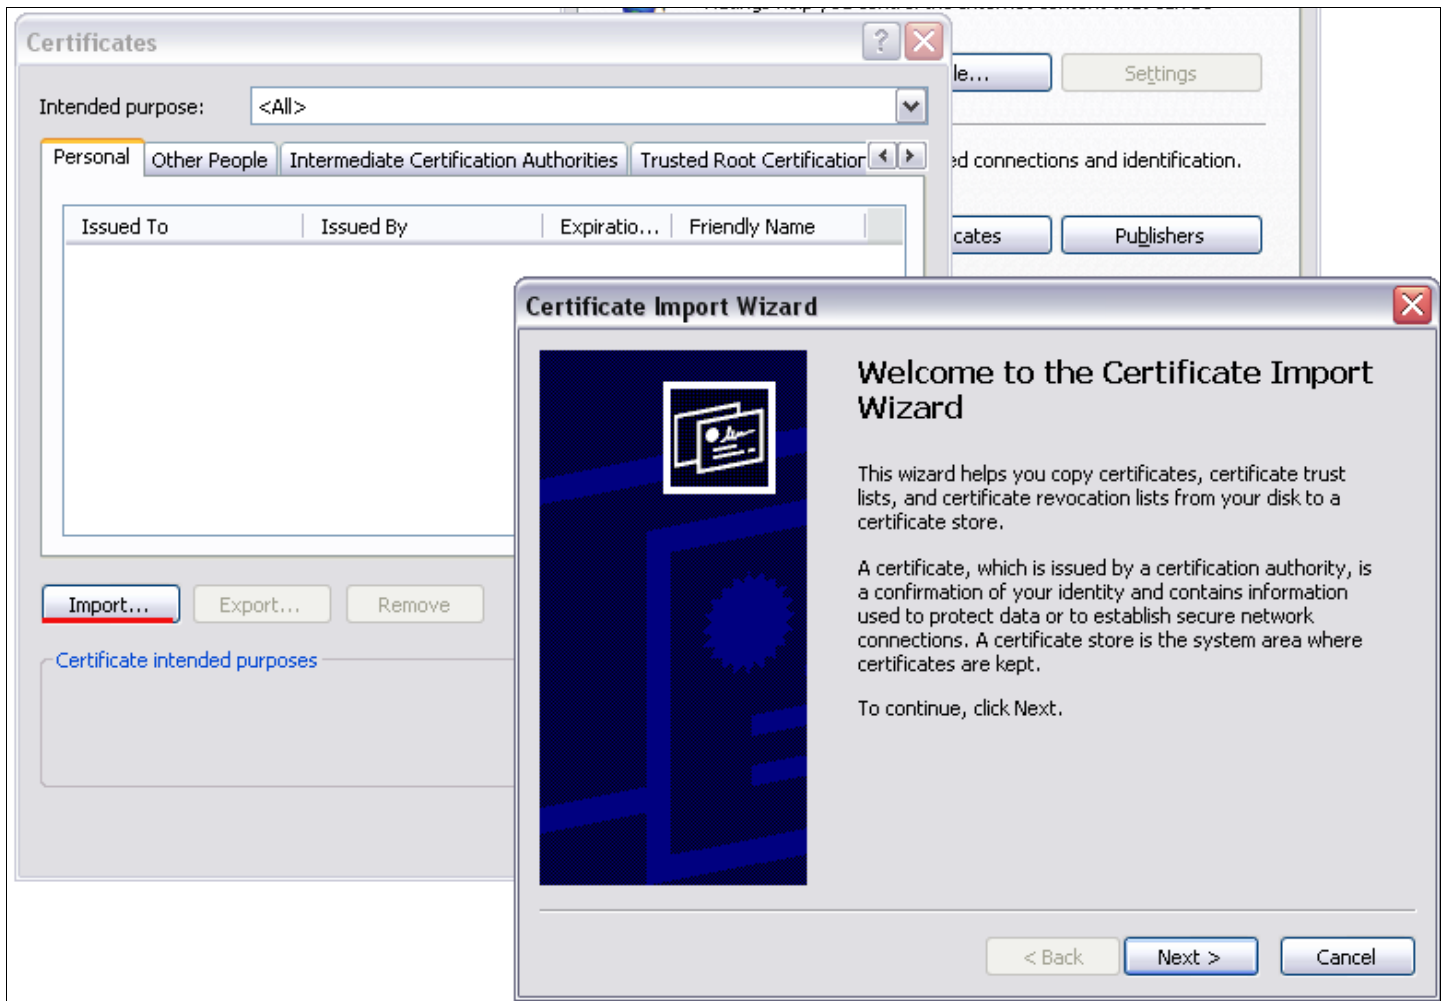 Certificates
le...
Settings
Intended purpose:
<All>
Personal
Other People
Intermediate Certification Authorities
Trusted Root Certification
ed connections and identification.
Issued To
Issued By
Expiratio...
Friendly Name
cates
Publishers
Certificate Import Wizard
Welcome to the Certificate Import
Wizard
This wizard helps you copy certificates, certificate trust
lists, and certificate revocation lists from your disk to a
certificate store.
A certificate, which is issued by a certification authority, is
a confirmation of your identity and contains information
used to protect data or to establish secure network
connections. A certificate store is the system area where
certificates are kept.
To continue, click Next.
Import...
Export...
Remove
Certificate intended purposes
< Back
Next >
Cancel